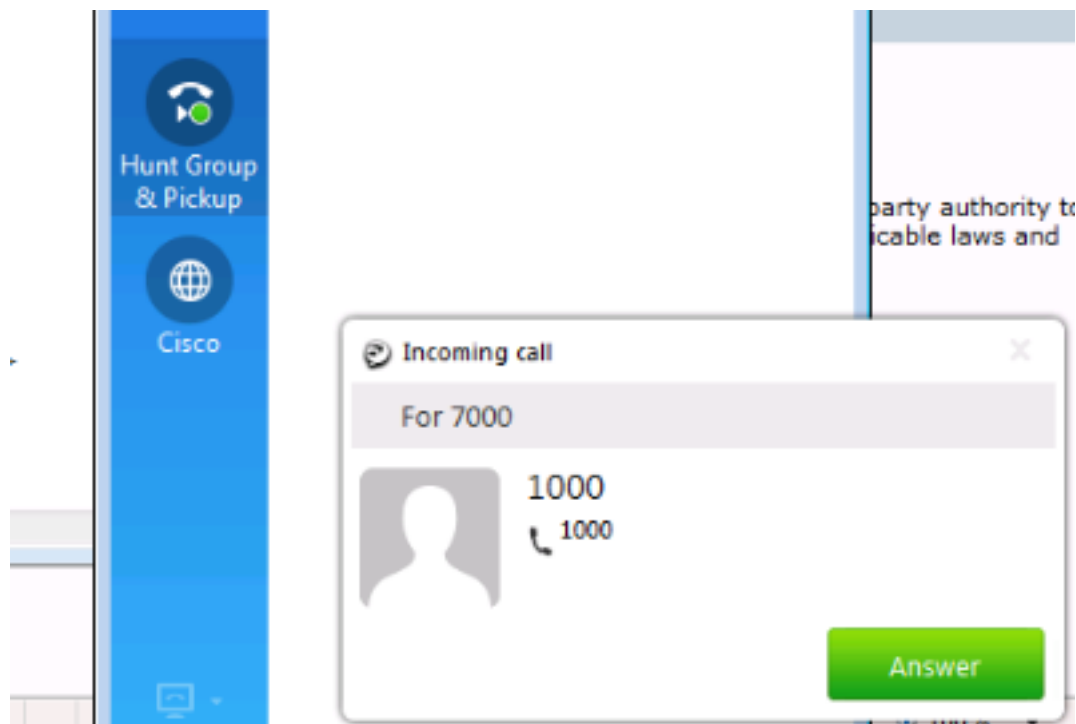 Hunt Group
& Pickup
Cisco
party authority to
icable laws and
Incoming call
For 7000
1000
1000
Answer